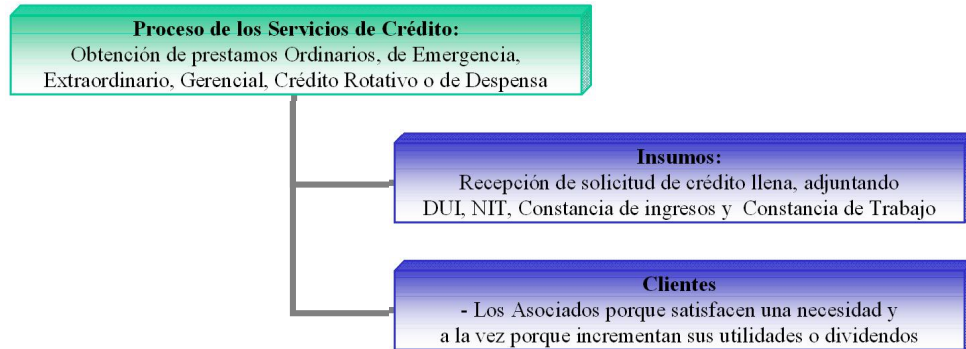 Proceso de los Servicios de Crédito:
Obtención de prestamos Ordinarios, de Emergencia,
Extraordinario, Gerencial, Crédito Rotativo o de Despensa
Insumos:
Recepción de solicitud de crédito llena, adjuntando
DUI, NIT, Constancia de ingresos y Constancia de Trabajo
Clientes
- Los Asociados porque satisfacen una necesidad y
a la vez porque incrementan sus utilidades o dividendos